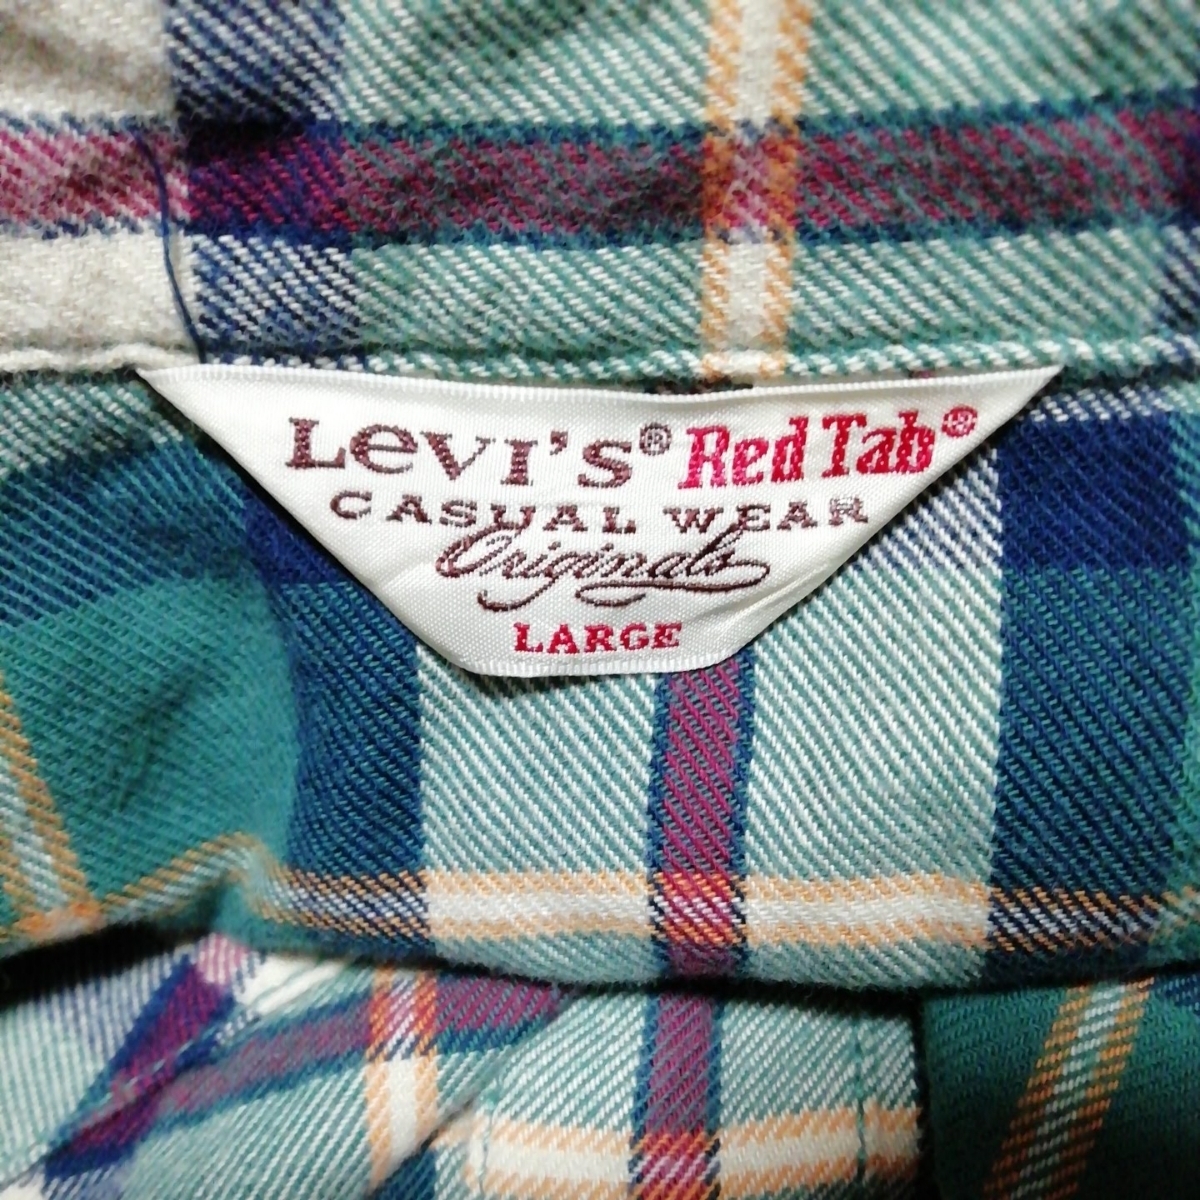 Levi's® Red Tab®
CASUAL WEAR
Originals
LARGE